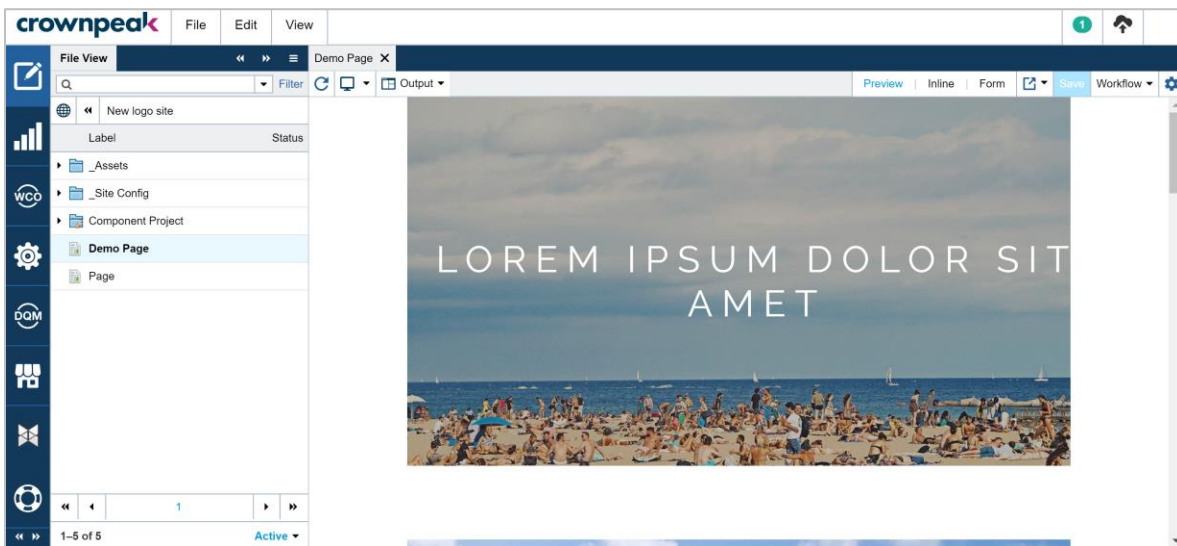 crownpeak File Edit View 1
File View Demo Page
Filter Output Preview Inline Form Save Workflow
New logo site
Label Status
_Assets
WCO _Site Config
Component Project
Demo Page
Page
DQM
LOREM IPSUM DOLOR SIT
AMET
1
1–5 of 5 Active